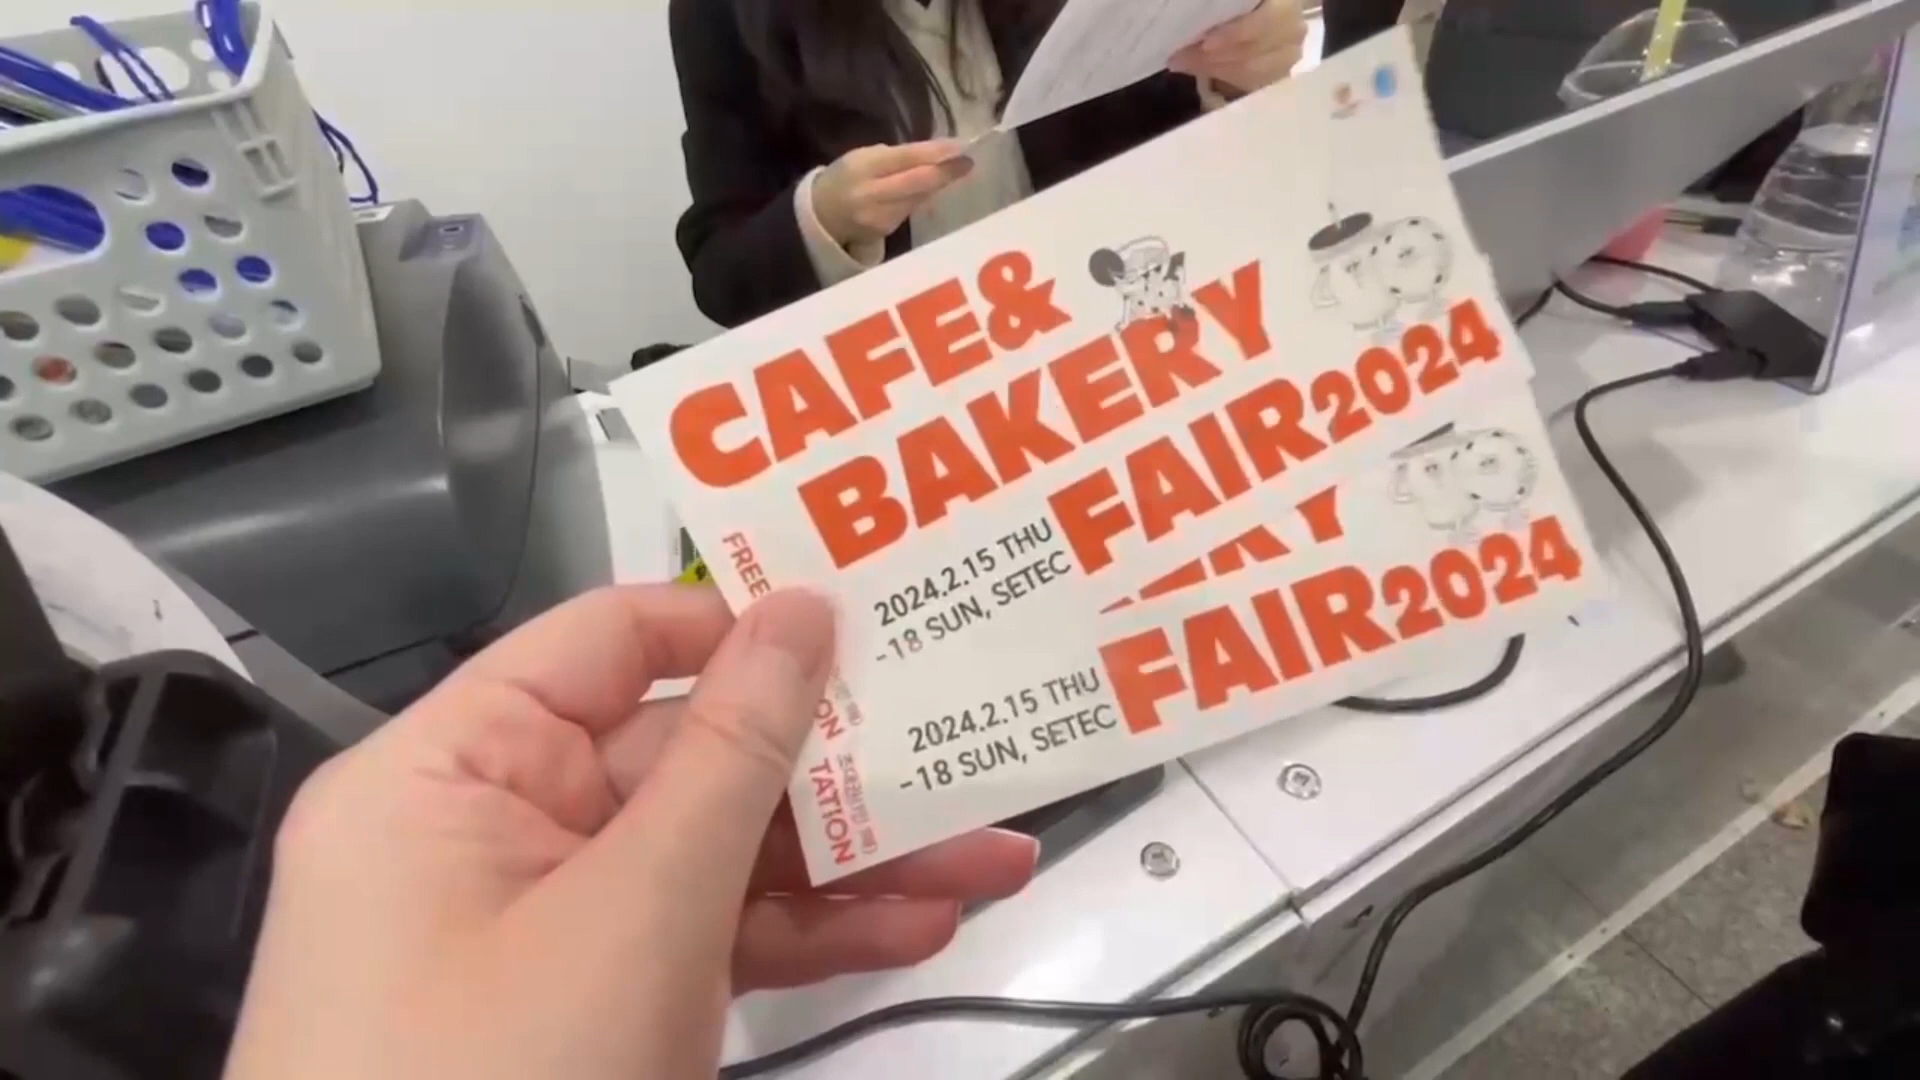 CAFE&
BAKERY
FAIR2024
FREE
2024.2.15 THU
-18 SUN, SETEC
FAIR2024
2024.2.15 THU
-18 SUN, SETEC
ON
TATION